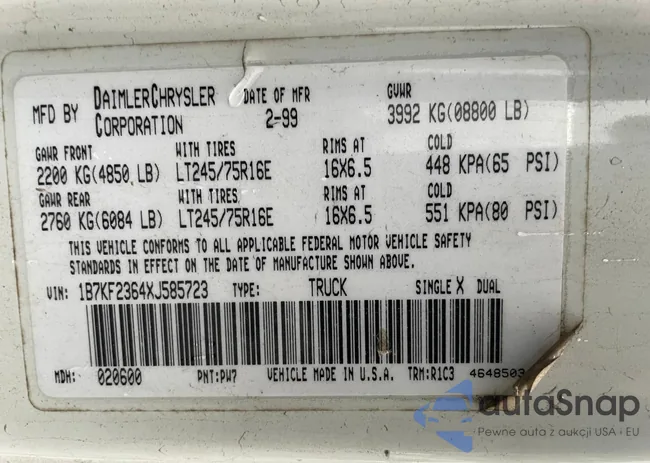 MFD BY DAIMLERCHRYSLER CORPORATION DATE OF MFR 2-99 GVWR 3992 KG(08800 LB)
GAWR FRONT WITH TIRES RIMS AT COLD
2200 KG(4850 LB) LT245/75R16E 16X6.5 448 KPA(65 PSI)
GAWR REAR WITH TIRES RIMS AT COLD
2760 KG(6084 LB) LT245/75R16E 16X6.5 551 KPA(80 PSI)
THIS VEHICLE CONFORMS TO ALL APPLICABLE FEDERAL MOTOR VEHICLE SAFETY
STANDARDS IN EFFECT ON THE DATE OF MANUFACTURE SHOWN ABOVE.
VIN: 1B7KF2364XJ585723 TYPE: TRUCK SINGLE X DUAL
MDH: 020600 PNT:PW7 VEHICLE MADE IN U.S.A. TRM:R1C3 4648503
autoSnap
Pewne auta z aukcji USA i EU